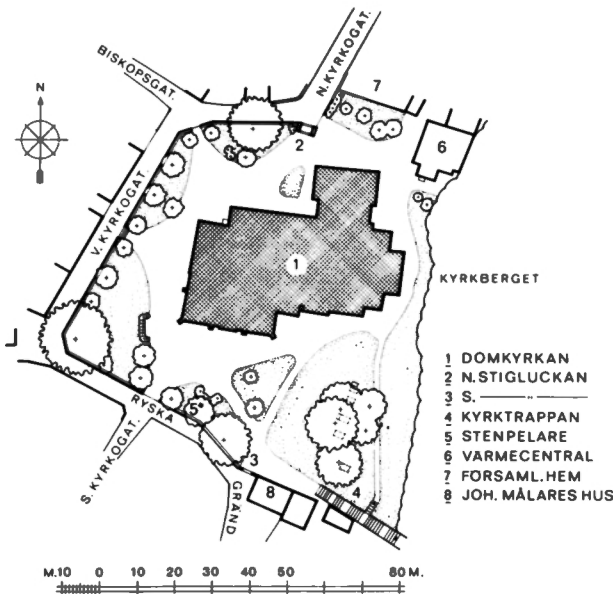 BISKOPSGAT.
N. KYRKOGAT.
7
N
2
6
V. KYRKOGAT.
1
KYRKBERGET
1 DOMKYRKAN
2 N. STIGLUCKAN
3 S. —"—
4 KYRKTRAPPAN
5 STENPELARE
6 VÄRMECENTRAL
7 FÖRSAML. HEM
8 JOH. MÅLARES HUS
RYSKA
5
S. KYRKOGAT.
3
GRÄND
8
4
M.10 0 10 20 30 40 50 80 M.